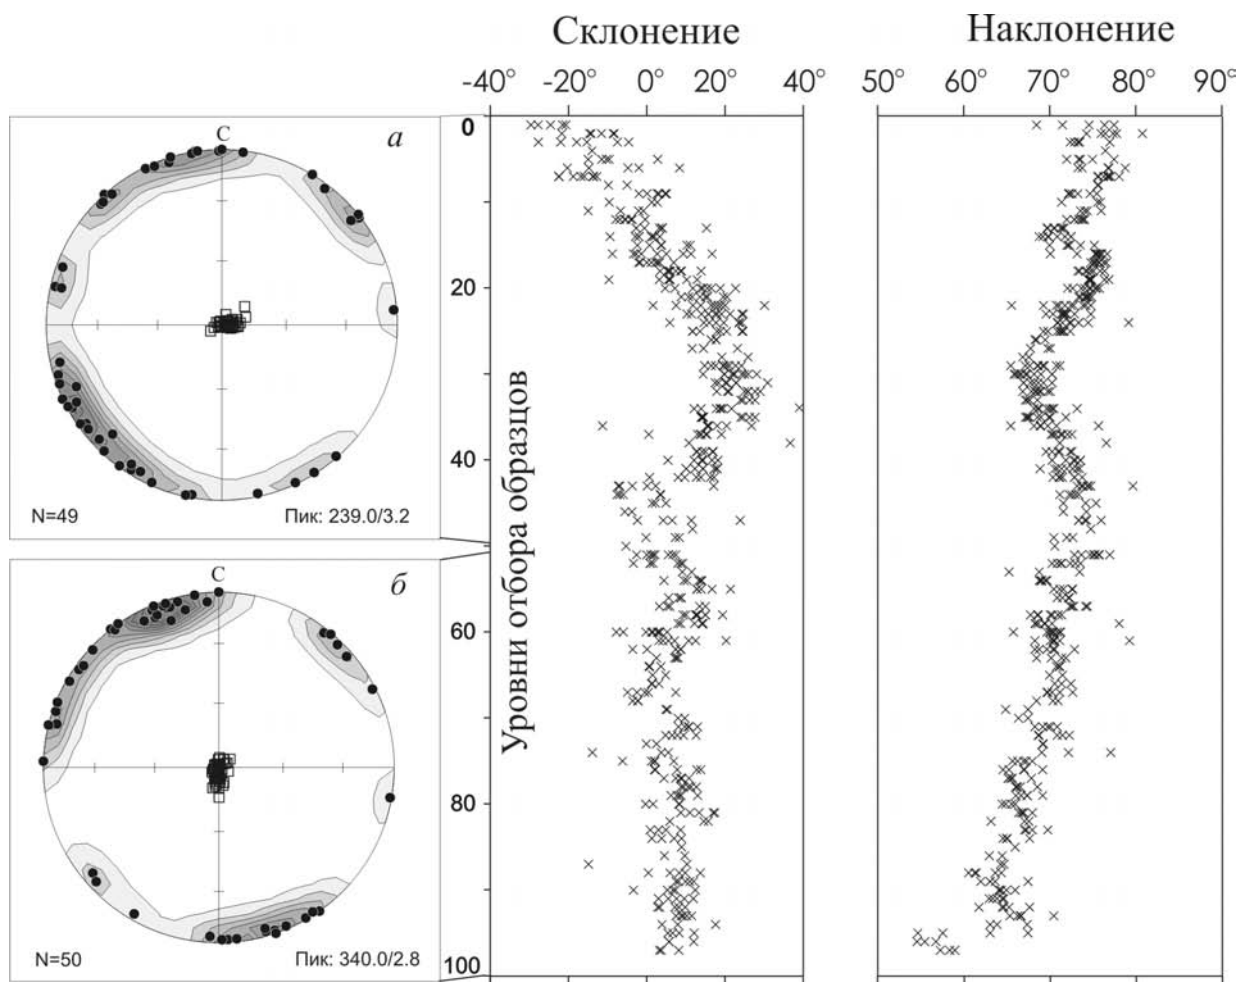 Склонение
Наклонение
-40° -20° 0° 20° 40°
50° 60° 70° 80° 90°
С
а
N=49
Пик: 239.0/3.2
С
б
N=50
Пик: 340.0/2.8
Уровни отбора образцов
0
20
40
60
80
100